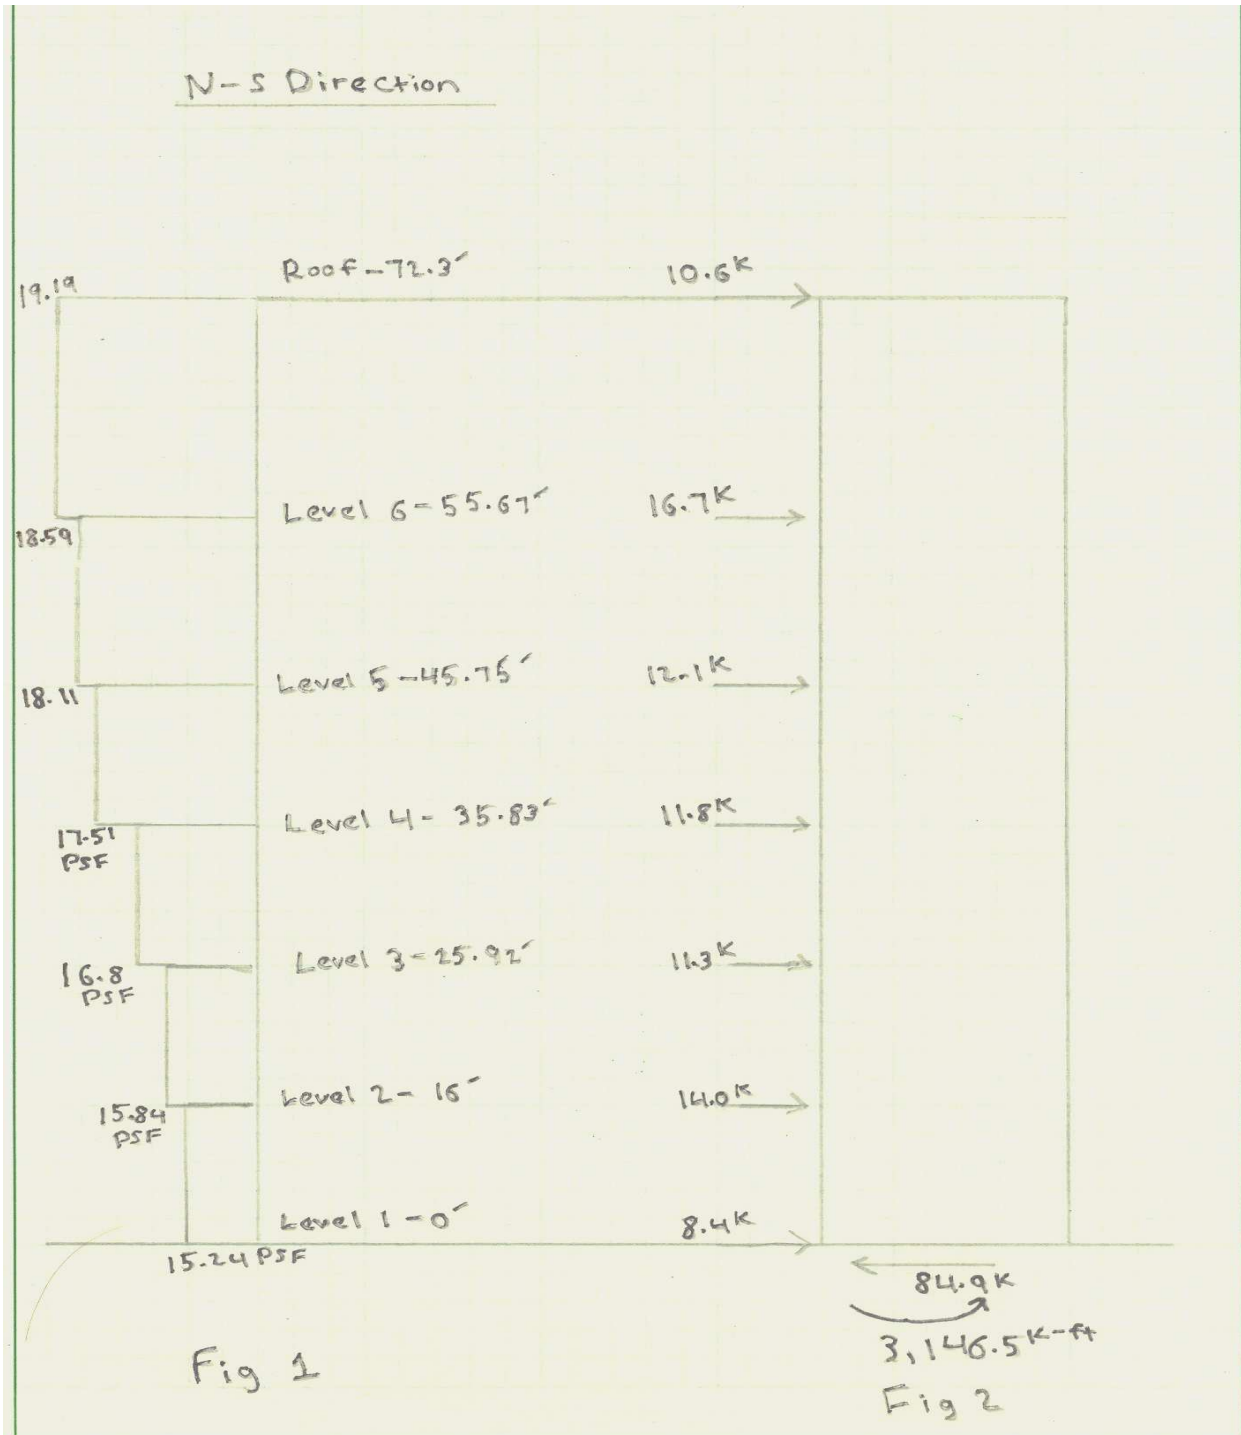 N-S Direction
Roof-72.3'
10.6K
19.19
Level 6-55.67'
16.7K
18.59
Level 5-45.75'
12.1K
18.11
Level 4- 35.83'
11.8K
17.51
PSF
Level 3-25.92'
11.3K
16.8
PSF
Level 2- 16'
14.0K
15.84
PSF
Level 1-0'
8.4K
15.24 PSF
84.9K
3,146.5K-ft
Fig 1
Fig 2